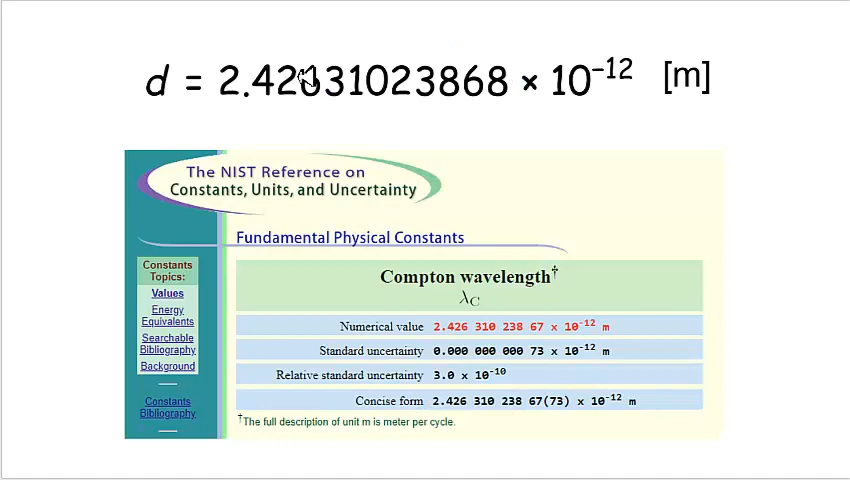 d = 2.42631023868 × 10⁻¹² [m]
The NIST Reference on
Constants, Units, and Uncertainty
Fundamental Physical Constants
Constants
Topics:
Values
Energy
Equivalents
Searchable
Bibliography
Background
Constants
Bibliography
Compton wavelength†
λC
Numerical value 2.426 310 238 67 x 10⁻¹² m
Standard uncertainty 0.000 000 000 73 x 10⁻¹² m
Relative standard uncertainty 3.0 x 10⁻¹⁰
Concise form 2.426 310 238 67(73) x 10⁻¹² m
†The full description of unit m is meter per cycle.